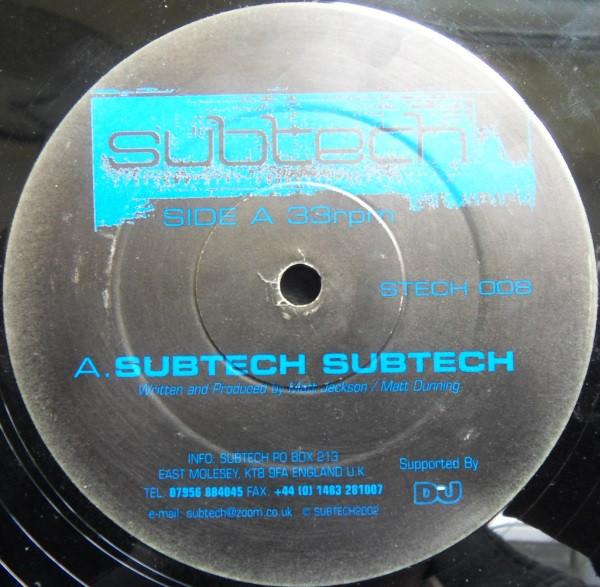 subtech
SIDE A 33rpm
STECH 008
A. SUBTECH SUBTECH
Written and Produced by Matt Jackson / Matt Dunning.
INFO. SUBTECH PO BOX 213
EAST MOLESEY, KT8 9FA ENGLAND U.K.
TEL. 07956 884045 FAX. +44 (0) 1483 281007
e-mail: subtech@zoom.co.uk © SUBTECH2002
Supported By
DJ